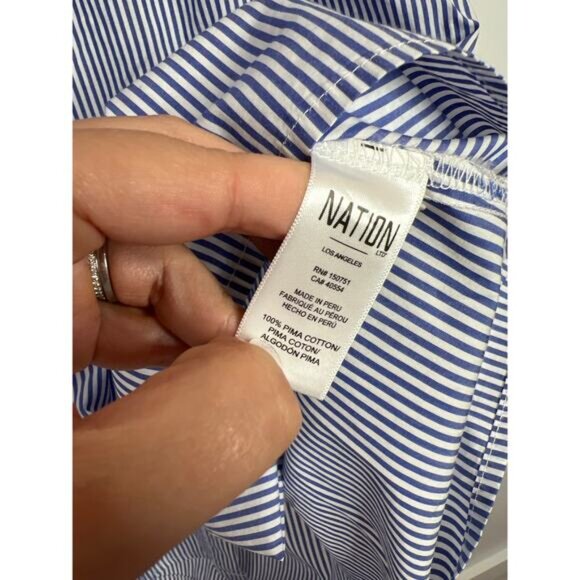 NATION
LTD
LOS ANGELES
RN# 150751
CA# 40554
MADE IN PERU
FABRIQUÉ AU PÉROU
HECHO EN PERÚ
100% PIMA COTTON/
PIMA COTON/
ALGODÓN PIMA